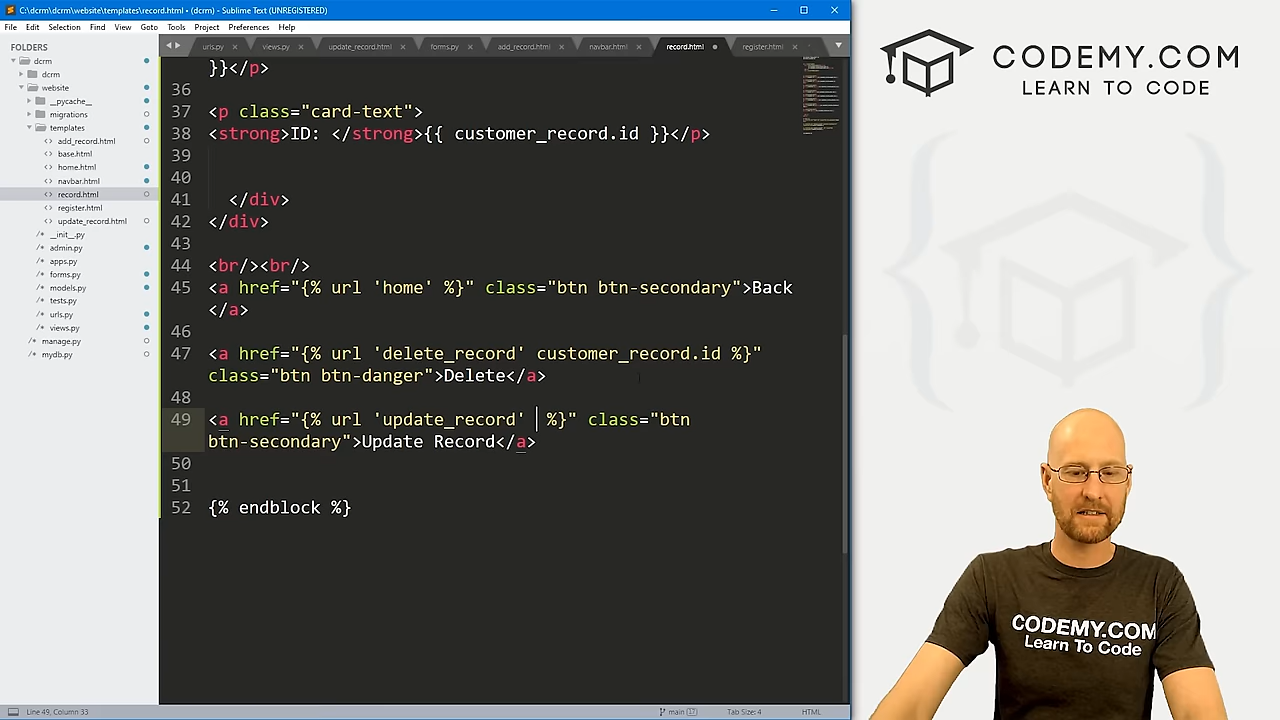 C:\dcrm\dcrm\website\templates\record.html • (dcrm) - Sublime Text (UNREGISTERED)
File Edit Selection Find View Goto Tools Project Preferences Help
FOLDERS
dcrm
dcrm
website
__pycache__
migrations
templates
add_record.html
base.html
home.html
navbar.html
record.html
register.html
update_record.html
__init__.py
admin.py
apps.py
forms.py
models.py
tests.py
urls.py
views.py
manage.py
mydb.py
urls.py views.py update_record.html forms.py add_record.html navbar.html record.html register.html
}}</p>
36
37 <p class="card-text">
38 <strong>ID: </strong>{{ customer_record.id }}</p>
39
40
41 </div>
42 </div>
43
44 <br/><br/>
45 <a href="{% url 'home' %}" class="btn btn-secondary">Back
</a>
46
47 <a href="{% url 'delete_record' customer_record.id %}"
class="btn btn-danger">Delete</a>
48
49 <a href="{% url 'update_record'  %}" class="btn
btn-secondary">Update Record</a>
50
51
52 {% endblock %}
Line 49, Column 33 main Tab Size: 4 HTML
CODEMY.COM
LEARN TO CODE
CODEMY.COM
Learn To Code